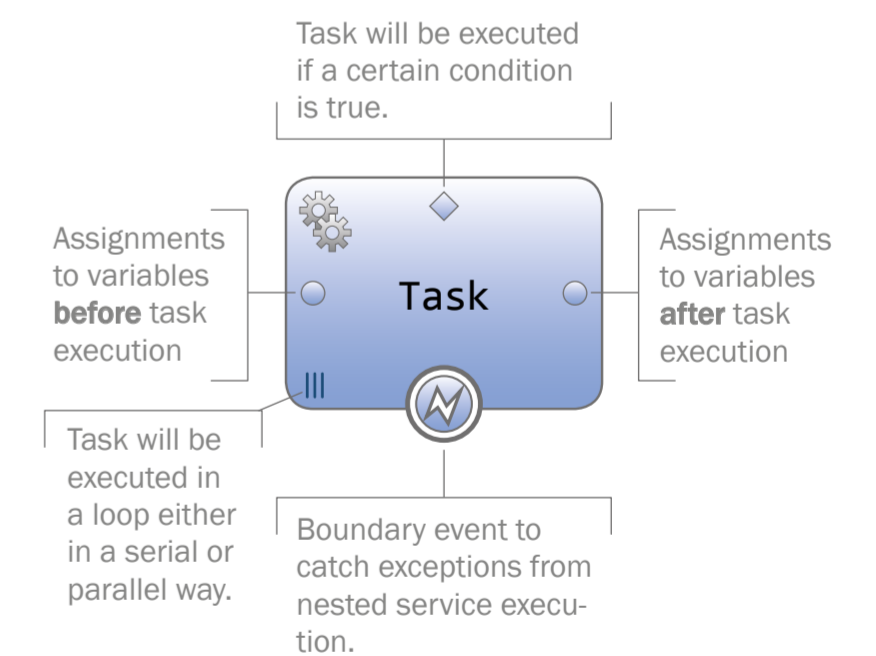 Task will be executed
if a certain condition
is true.
Assignments
to variables
before task
execution
Task
Assignments
to variables
after task
execution
Task will be
executed in
a loop either
in a serial or
parallel way.
Boundary event to
catch exceptions from
nested service execu-
tion.